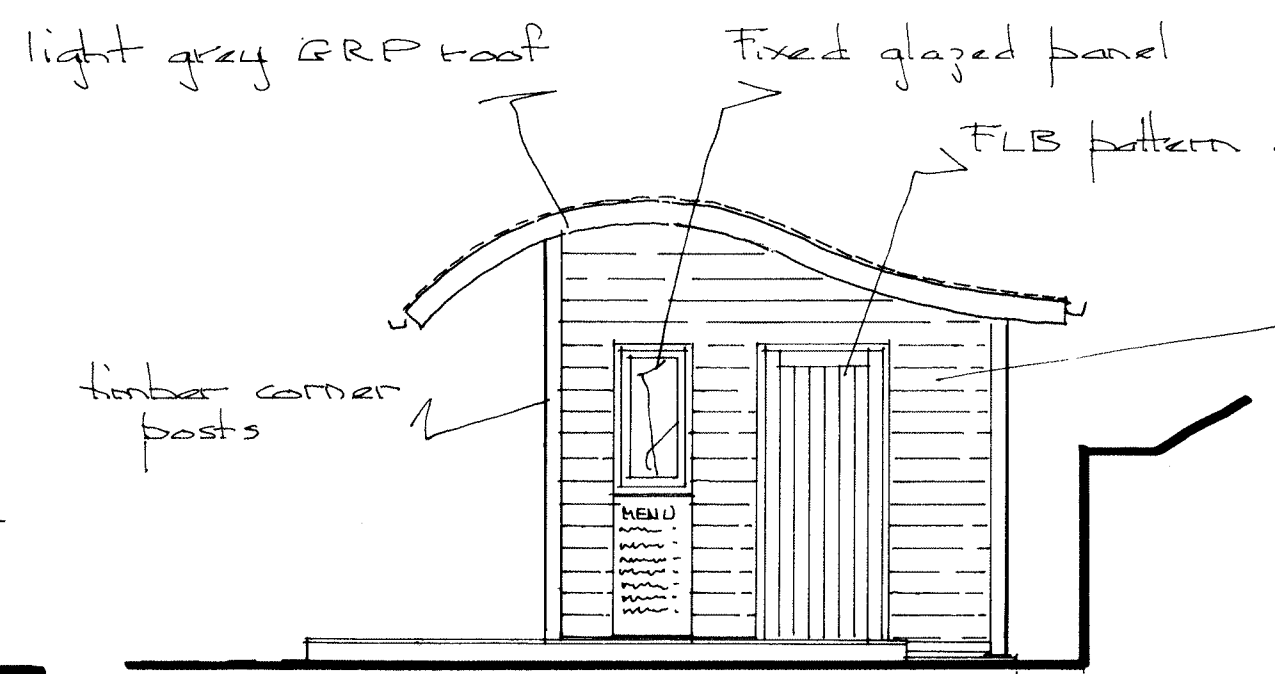 light grey GRP roof
Fixed glazed panel
FLB pattern
timber corner
posts
MENU